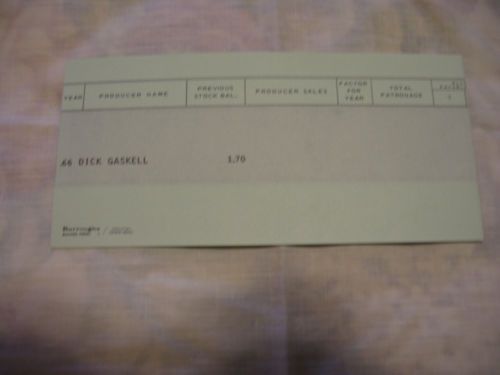 YEAR PRODUCER NAME PREVIOUS STOCK BAL. PRODUCER SALES FACTOR FOR YEAR TOTAL PATRONAGE
66 DICK GASKELL 1.70
Burroughs